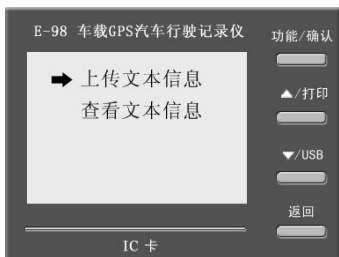 E-98 车载GPS汽车行驶记录仪
功能/确认
➡ 上传文本信息
查看文本信息
▲/打印
▼/USB
返回
IC 卡